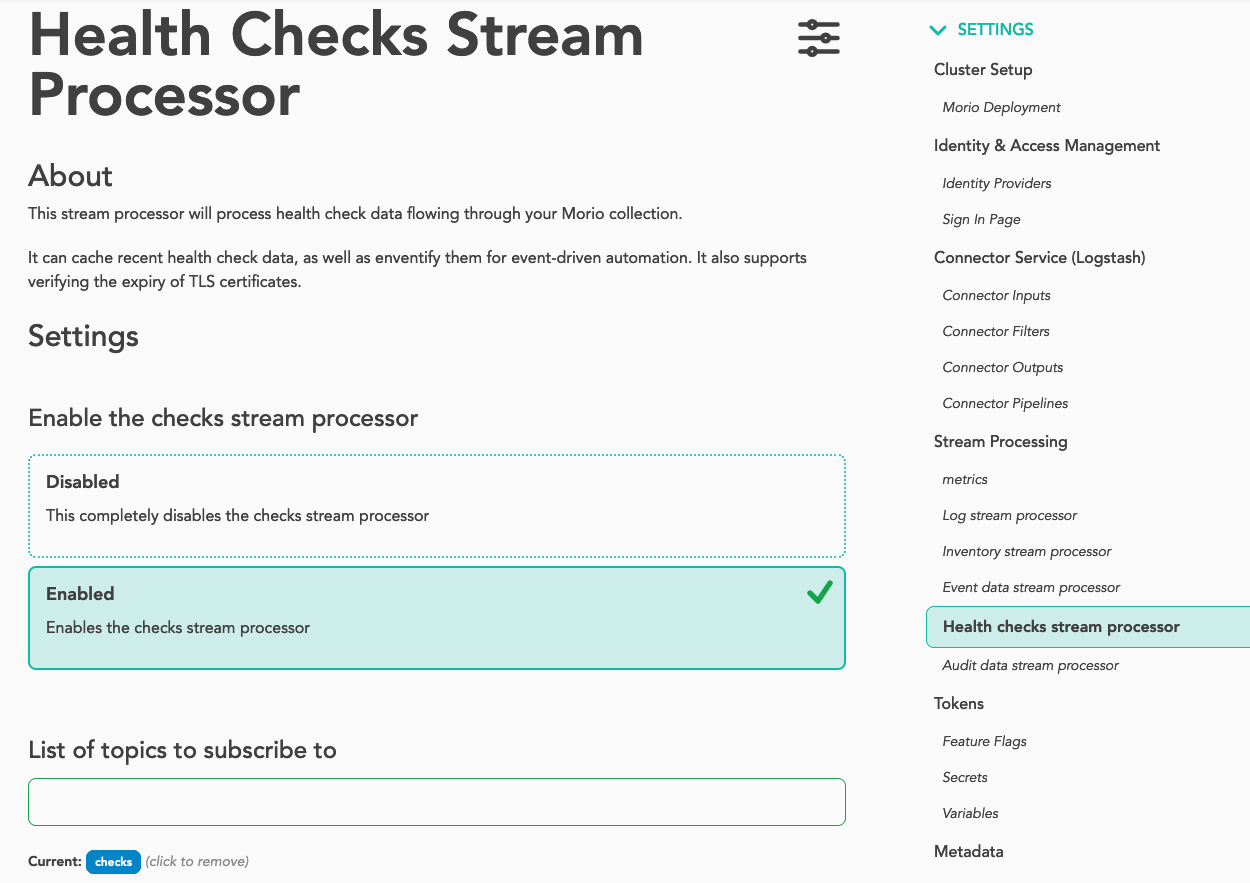 Health Checks Stream
Processor
About
This stream processor will process health check data flowing through your Morio collection.
It can cache recent health check data, as well as enventify them for event-driven automation. It also supports
verifying the expiry of TLS certificates.
Settings
Enable the checks stream processor
Disabled
This completely disables the checks stream processor
Enabled
Enables the checks stream processor
List of topics to subscribe to
Current: checks (click to remove)
SETTINGS
Cluster Setup
Morio Deployment
Identity & Access Management
Identity Providers
Sign In Page
Connector Service (Logstash)
Connector Inputs
Connector Filters
Connector Outputs
Connector Pipelines
Stream Processing
metrics
Log stream processor
Inventory stream processor
Event data stream processor
Health checks stream processor
Audit data stream processor
Tokens
Feature Flags
Secrets
Variables
Metadata